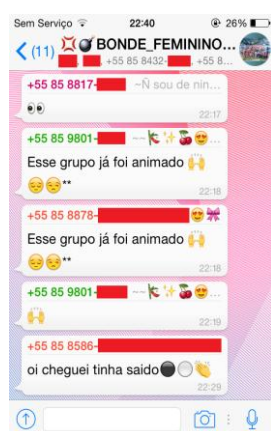 Sem Serviço 22:40 26%
(11) 💢💣BONDE_FEMININO...
, +55 85 8432- , +55 8...
+55 85 8817- ~Ñ sou de nin...
👀 22:17
+55 85 9801- ~~🎋✨🍒😍...
Esse grupo já foi animado 🙌
😔😔**
22:18
+55 85 8878- 😍🎀
Esse grupo já foi animado 🙌
😔😔**
22:18
+55 85 9801- ~~🎋✨🍒😍...
🙌 22:19
+55 85 8586-
oi cheguei tinha saido⚫⚪👏
22:29